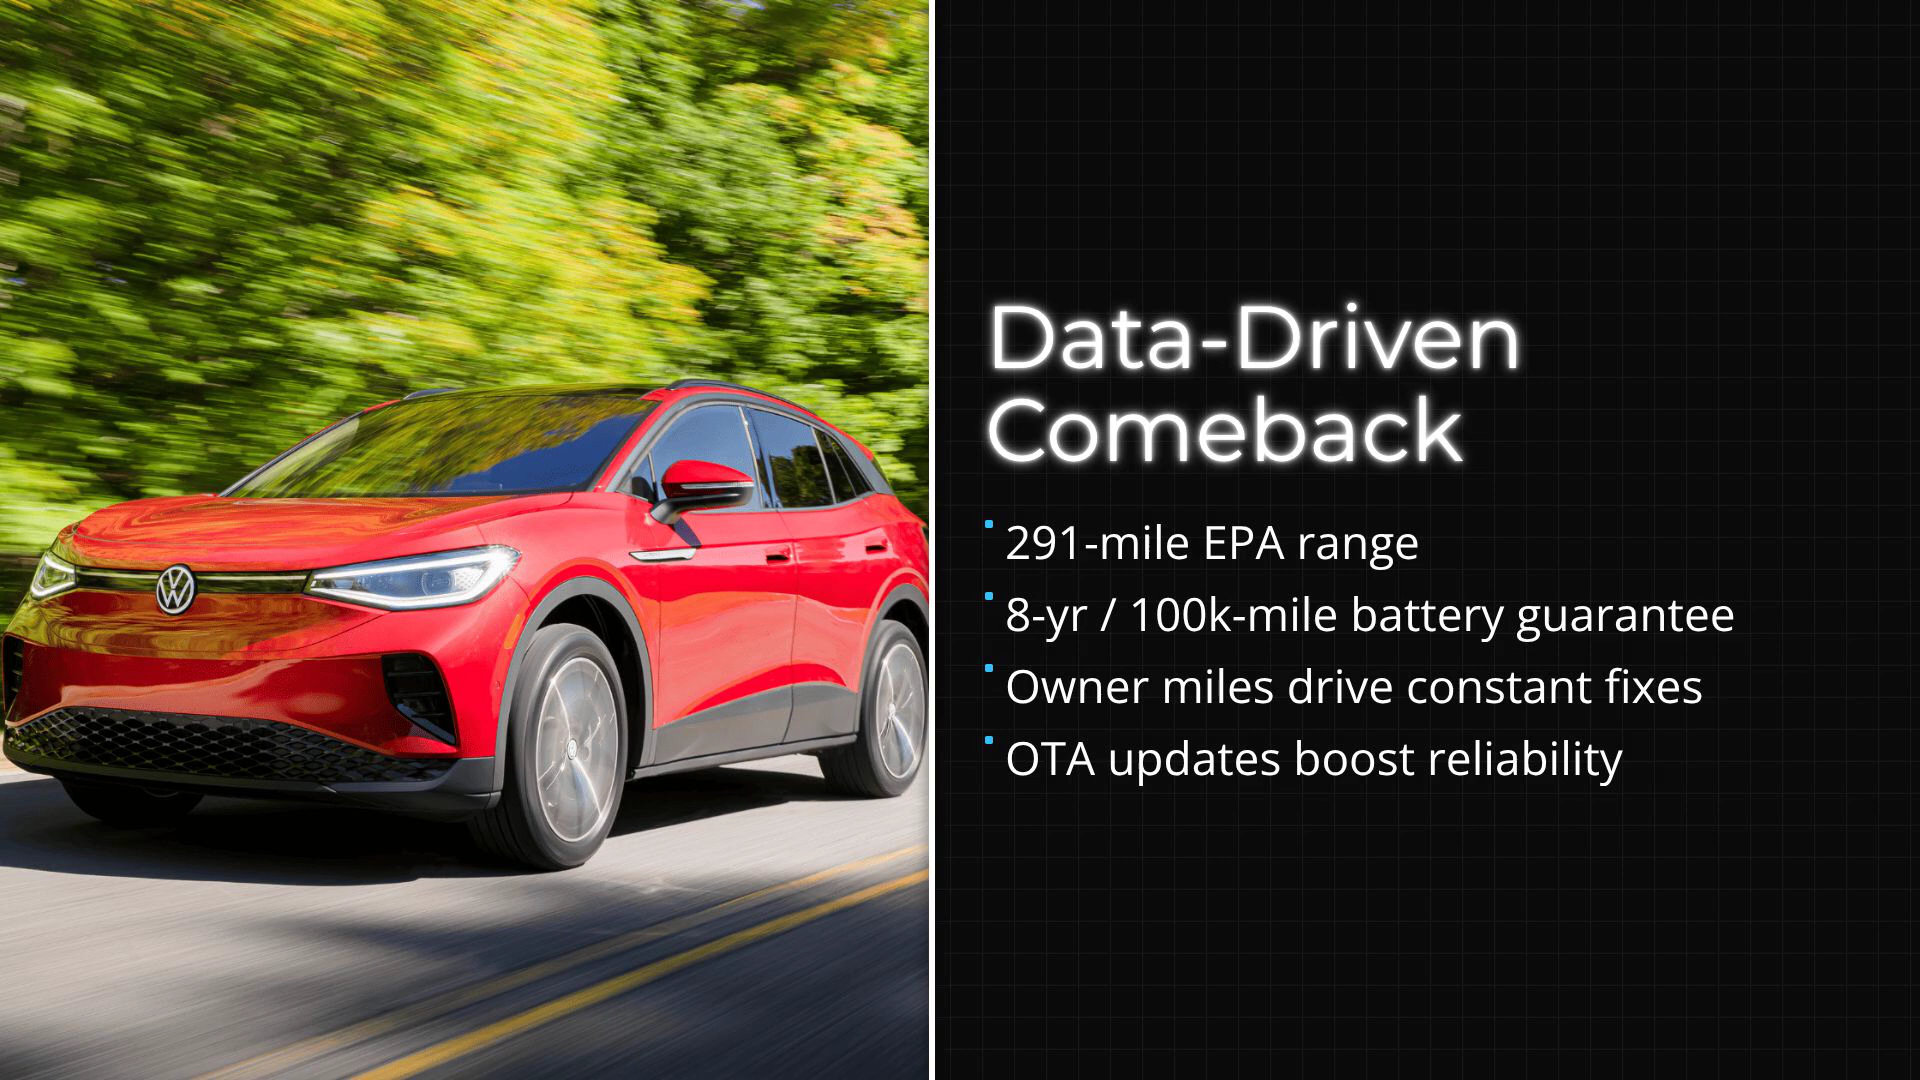 Data-Driven
Comeback
291-mile EPA range
8-yr / 100k-mile battery guarantee
Owner miles drive constant fixes
OTA updates boost reliability